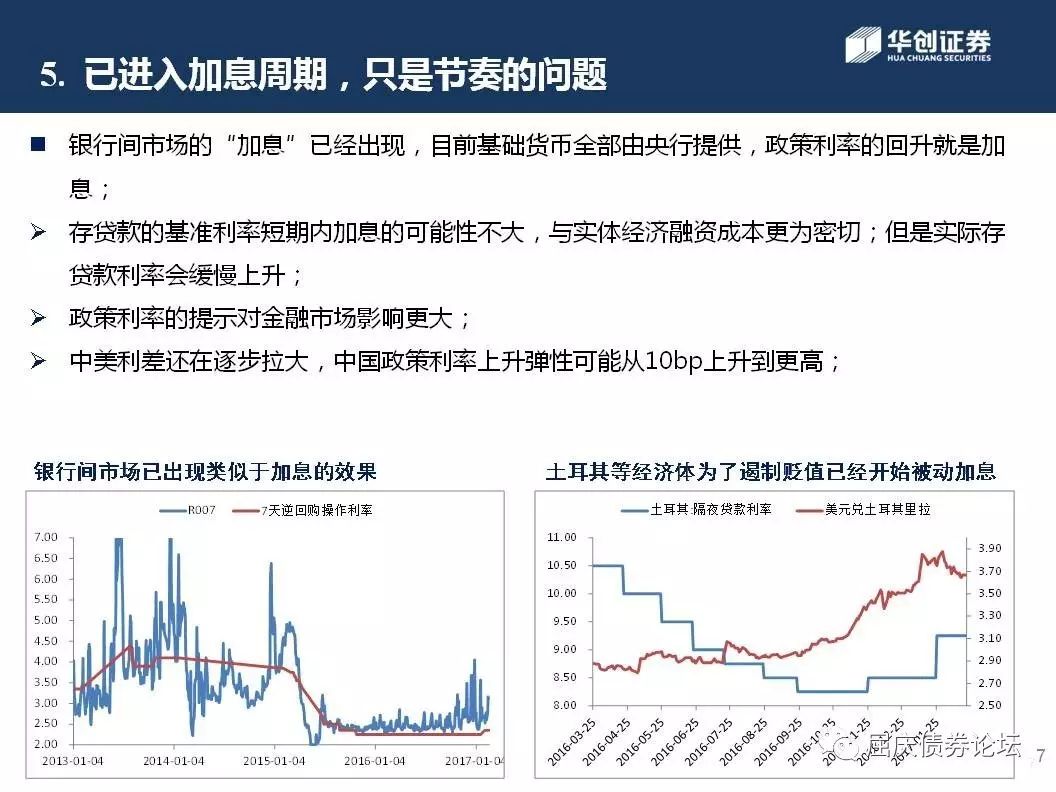 5. 已进入加息周期，只是节奏的问题
华创证券
HUA CHUANG SECURITIES
银行间市场的“加息”已经出现，目前基础货币全部由央行提供，政策利率的回升就是加
息；
存贷款的基准利率短期内加息的可能性不大，与实体经济融资成本更为密切；但是实际存
贷款利率会缓慢上升；
政策利率的提示对金融市场影响更大；
中美利差还在逐步拉大，中国政策利率上升弹性可能从10bp上升到更高；
银行间市场已出现类似于加息的效果
R007 7天逆回购操作利率
7.00
6.50
6.00
5.50
5.00
4.50
4.00
3.50
3.00
2.50
2.00
2013-01-04 2014-01-04 2015-01-04 2016-01-04 2017-01-04
土耳其等经济体为了遏制贬值已经开始被动加息
土耳其:隔夜贷款利率 美元兑土耳其里拉
11.00
10.50
10.00
9.50
9.00
8.50
8.00
3.90
3.70
3.50
3.30
3.10
2.90
2.70
2.50
2016-03-25 2016-04-25 2016-05-25 2016-06-25 2016-07-25 2016-08-25 2016-09-25
屈庆债券论坛
7